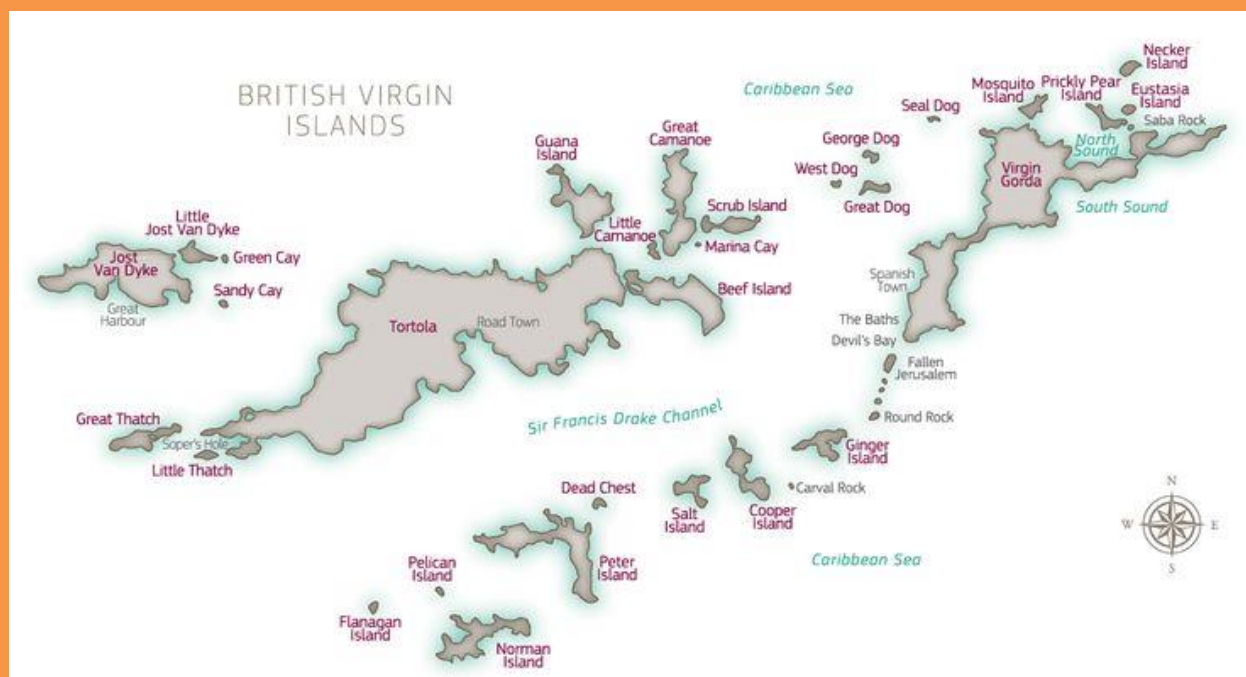 BRITISH VIRGIN
ISLANDS
Caribbean Sea
Necker
Island
Mosquito
Island
Prickly Pear
Island
Eustasia
Island
Saba Rock
Seal Dog
George Dog
West Dog
Great Dog
North
Sound
Virgin
Gorda
South Sound
Guana
Island
Great
Camanoe
Scrub Island
Little
Camanoe
Marina Cay
Beef Island
Little
Jost Van Dyke
Jost
Van Dyke
Green Cay
Sandy Cay
Great
Harbour
Tortola
Road Town
Spanish
Town
The Baths
Devil's Bay
Fallen
Jerusalem
Round Rock
Great Thatch
Soper's Hole
Little Thatch
Sir Francis Drake Channel
Ginger
Island
Carval Rock
Cooper
Island
Salt
Island
Dead Chest
Peter
Island
Pelican
Island
Flanagan
Island
Norman
Island
Caribbean Sea
N
W
E
S